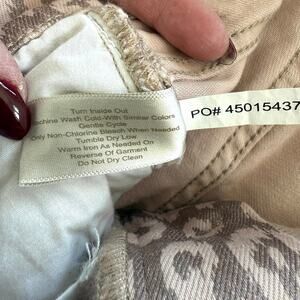 Turn Inside Out
Machine Wash Cold-With Similar Colors
Gentle Cycle
Only Non-Chlorine Bleach When Needed
Tumble Dry Low
Warm Iron As Needed On
Reverse Of Garment
Do Not Dry Clean
PO# 45015437